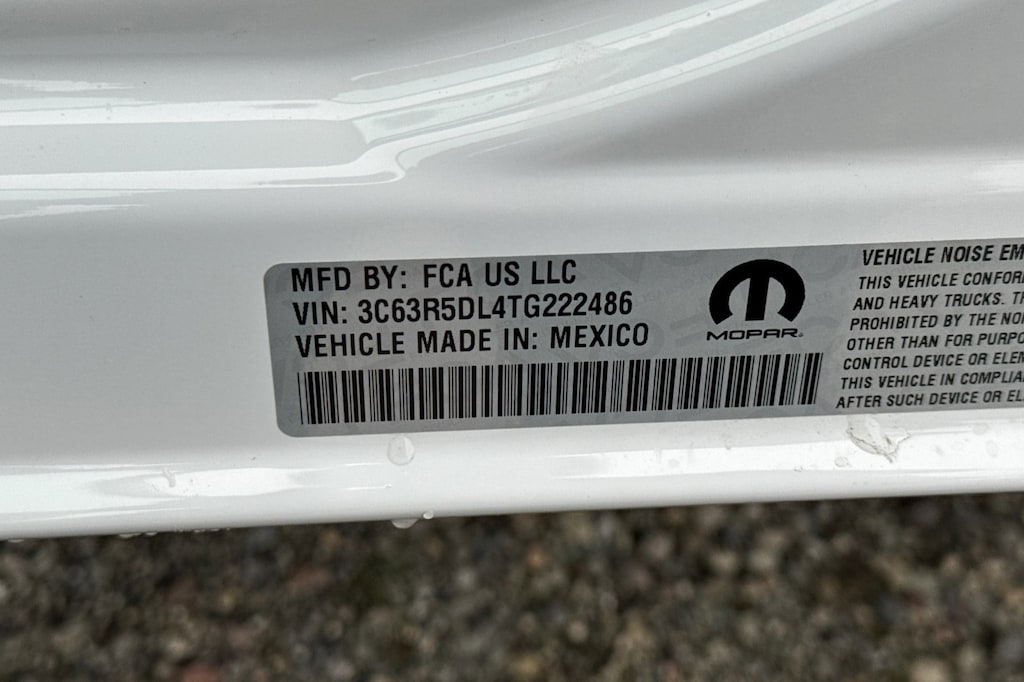 MFD BY: FCA US LLC
VIN: 3C63R5DL4TG222486
VEHICLE MADE IN: MEXICO
MOPAR®
VEHICLE NOISE EM
THIS VEHICLE CONFOR
AND HEAVY TRUCKS. T
PROHIBITED BY THE NO
OTHER THAN FOR PURPO
CONTROL DEVICE OR ELE
THIS VEHICLE IN COMPLIA
AFTER SUCH DEVICE OR EL